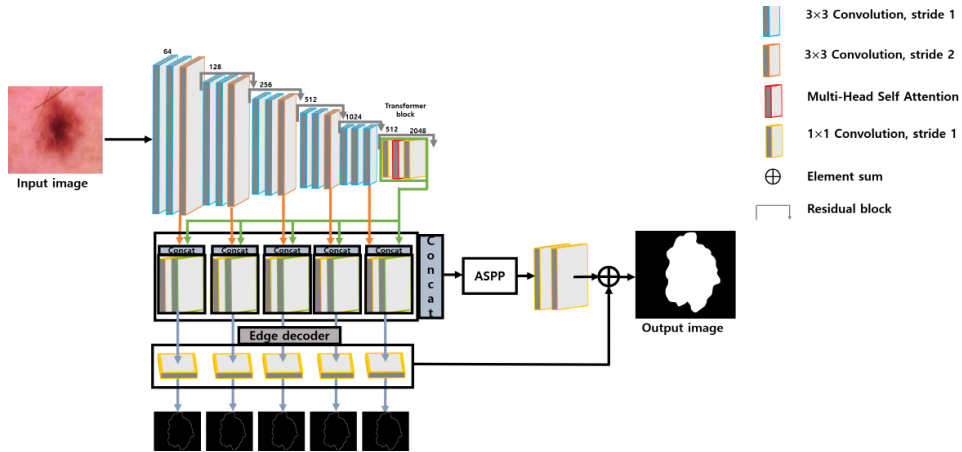 3×3 Convolution, stride 1
3×3 Convolution, stride 2
Multi-Head Self Attention
1×1 Convolution, stride 1
Element sum
Residual block
64
128
256
512
1024
Transformer
block
512
2048
Input image
Concat
Concat
Concat
Concat
Concat
Concat
ASPP
Output image
Edge decoder